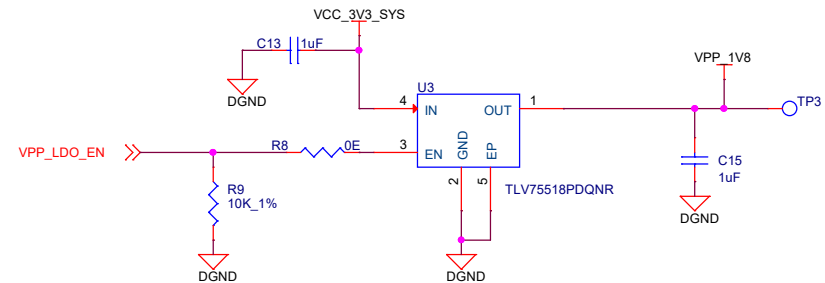 VCC_3V3_SYS
C13
1uF
DGND
VPP_1V8
U3
4
IN
OUT
1
TP3
VPP_LDO_EN
R8
0E
3
EN
GND
EP
C15
1uF
R9
10K_1%
2
5
TLV75518PDQNR
DGND
DGND
DGND